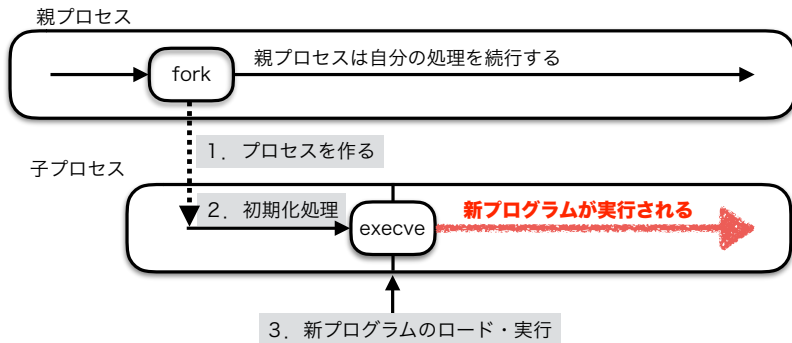 親プロセス
fork
親プロセスは自分の処理を続行する
1．プロセスを作る
子プロセス
2．初期化処理
execve
新プログラムが実行される
3．新プログラムのロード・実行